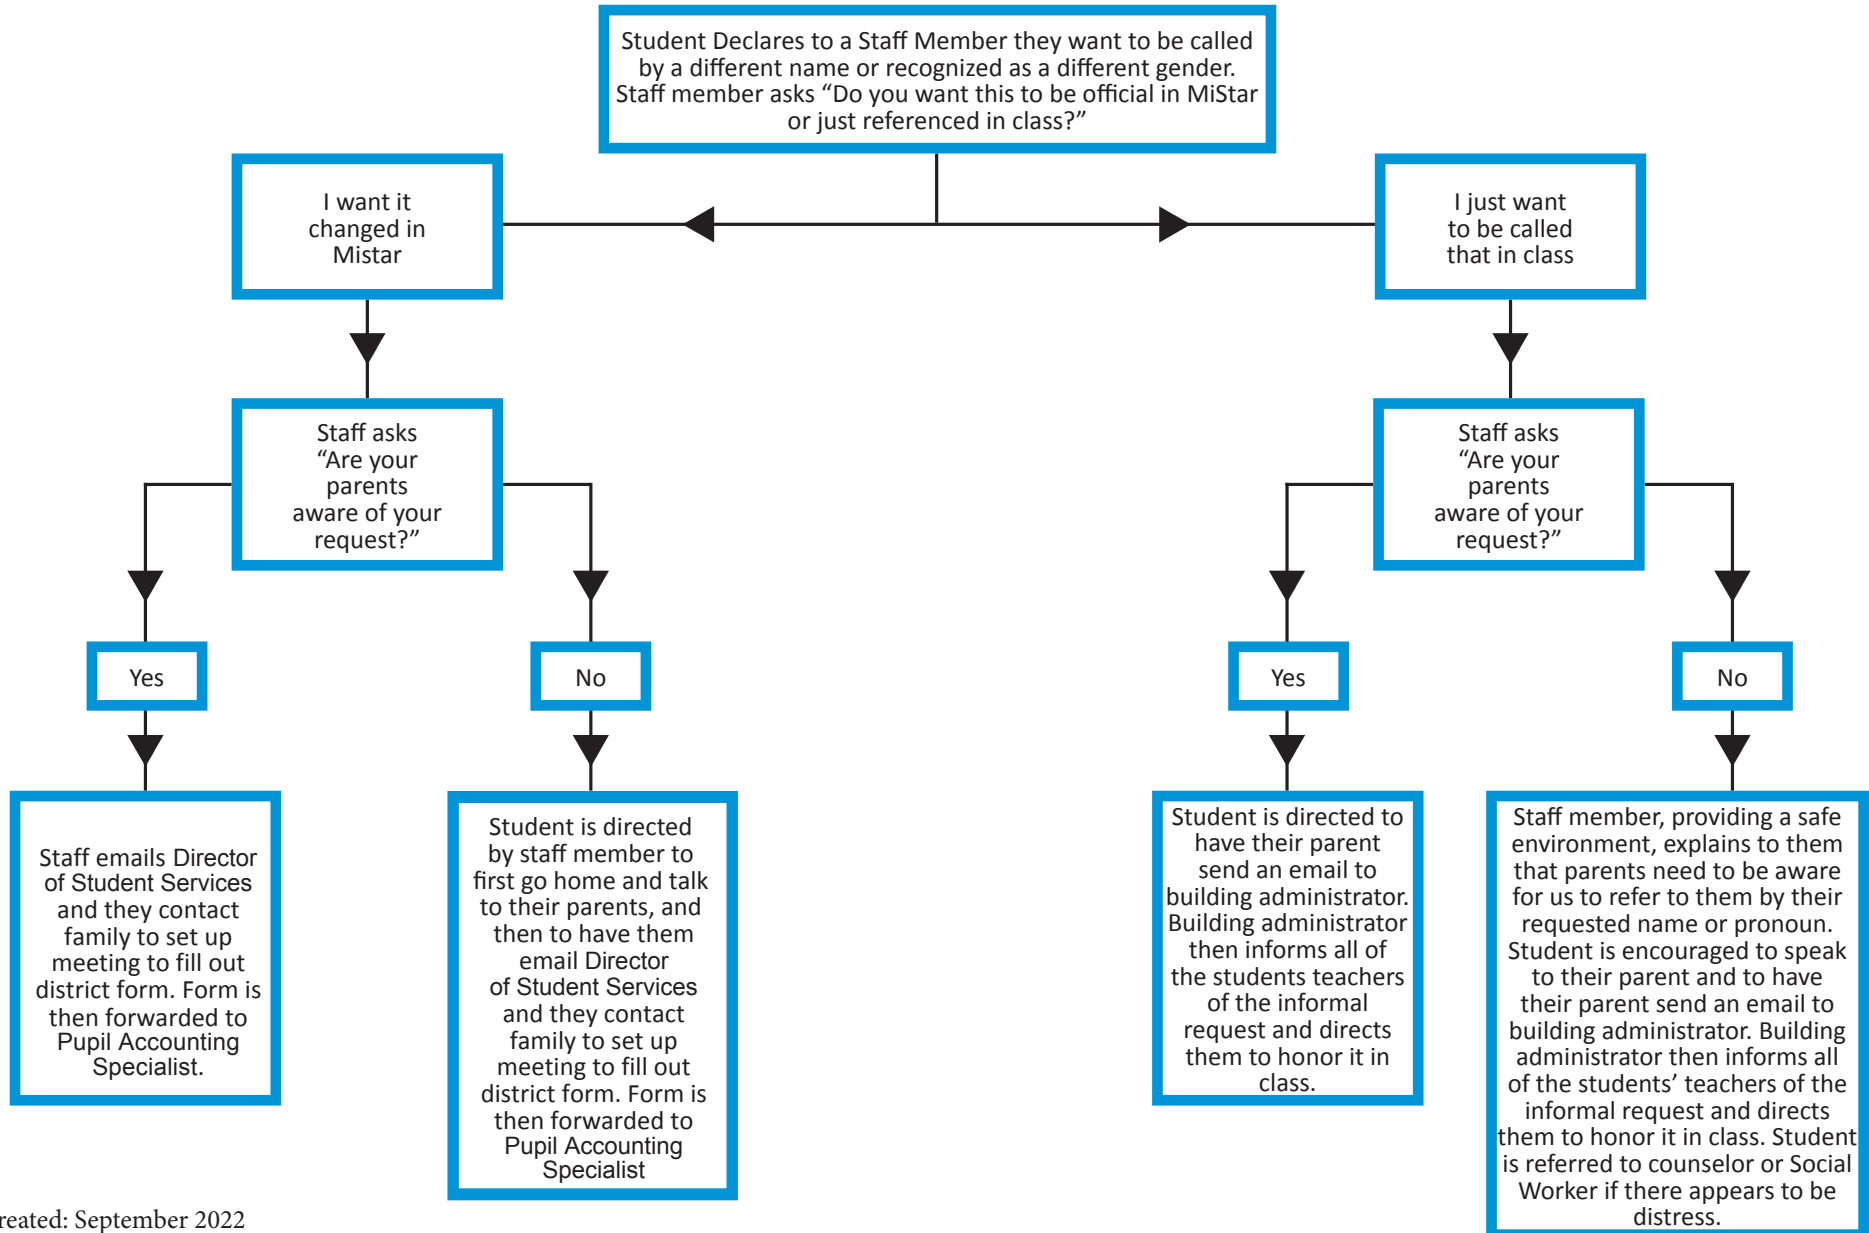 Student Declares to a Staff Member they want to be called
by a different name or recognized as a different gender.
Staff member asks “Do you want this to be official in MiStar
or just referenced in class?”
I want it
changed in
Mistar
I just want
to be called
that in class
Staff asks
“Are your
parents
aware of your
request?”
Staff asks
“Are your
parents
aware of your
request?”
Yes
No
Yes
No
Staff emails Director
of Student Services
and they contact
family to set up
meeting to fill out
district form. Form is
then forwarded to
Pupil Accounting
Specialist.
Student is directed
by staff member to
first go home and talk
to their parents, and
then to have them
email Director
of Student Services
and they contact
family to set up
meeting to fill out
district form. Form is
then forwarded to
Pupil Accounting
Specialist
Student is directed to
have their parent
send an email to
building administrator.
Building administrator
then informs all of
the students teachers
of the informal
request and directs
them to honor it in
class.
Staff member, providing a safe
environment, explains to them
that parents need to be aware
for us to refer to them by their
requested name or pronoun.
Student is encouraged to speak
to their parent and to have
their parent send an email to
building administrator. Building
administrator then informs all
of the students’ teachers of the
informal request and directs
them to honor it in class. Student
is referred to counselor or Social
Worker if there appears to be
distress.
reated: September 2022